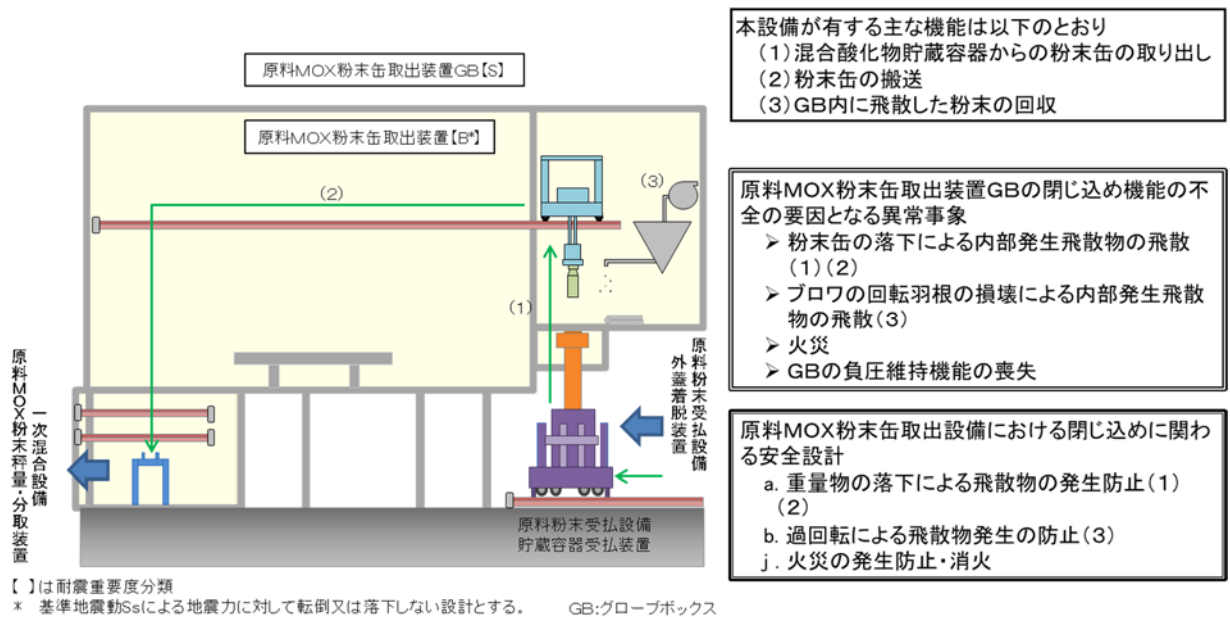 原料MOX粉末缶取出装置GB【S】
原料MOX粉末缶取出装置【B*】
(2)
(3)
(1)
原料粉末受払設備
外蓋着脱装置
一次混合設備
原料MOX粉末秤量・分取装置
原料粉末受払設備
貯蔵容器受払装置
【 】は耐震重要度分類
* 基準地震動Ssによる地震力に対して転倒又は落下しない設計とする。
GB:グローブボックス
本設備が有する主な機能は以下のとおり
(1)混合酸化物貯蔵容器からの粉末缶の取り出し
(2)粉末缶の搬送
(3)GB内に飛散した粉末の回収
原料MOX粉末缶取出装置GBの閉じ込め機能の不
全の要因となる異常事象
➢ 粉末缶の落下による内部発生飛散物の飛散
(1)(2)
➢ ブロワの回転羽根の損壊による内部発生飛散
物の飛散(3)
➢ 火災
➢ GBの負圧維持機能の喪失
原料MOX粉末缶取出設備における閉じ込めに関わ
る安全設計
a. 重量物の落下による飛散物の発生防止(1)
(2)
b. 過回転による飛散物発生の防止(3)
j. 火災の発生防止・消火